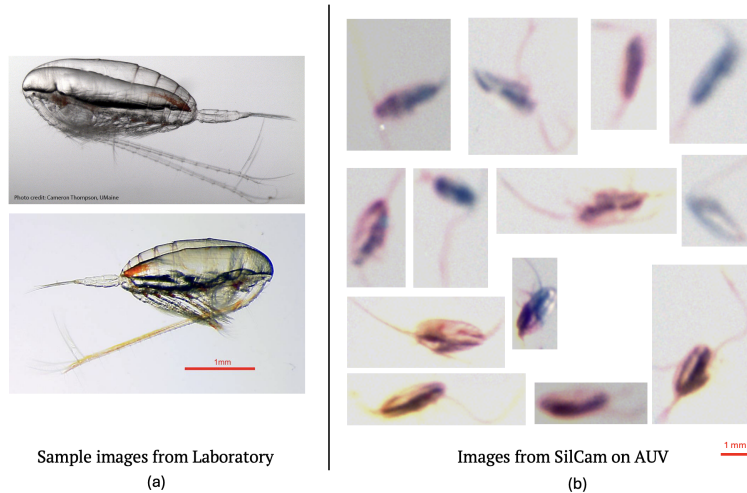 Photo credit: Cameron Thompson, UMaine
1mm
1 mm
Sample images from Laboratory
Images from SilCam on AUV
(a)
(b)